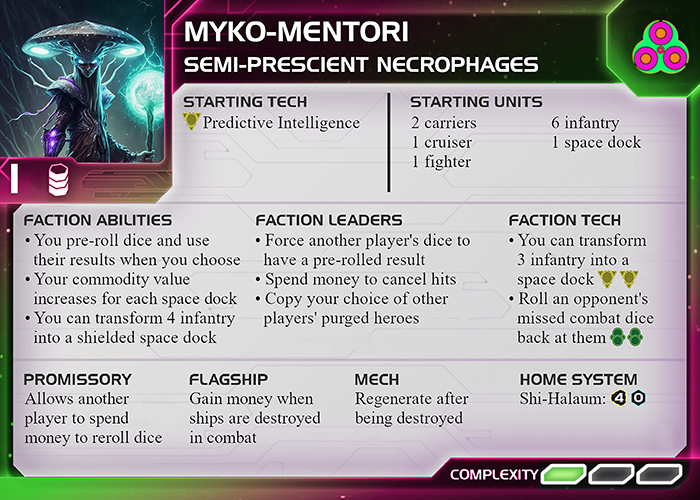 MYKO-MENTORI
SEMI-PRESCIENT NECROPHAGES
STARTING TECH
Predictive Intelligence
STARTING UNITS
2 carriers
1 cruiser
1 fighter
6 infantry
1 space dock
I
FACTION ABILITIES
• You pre-roll dice and use
their results when you choose
• Your commodity value
increases for each space dock
• You can transform 4 infantry
into a shielded space dock
FACTION LEADERS
• Force another player's dice to
have a pre-rolled result
• Spend money to cancel hits
• Copy your choice of other
players' purged heroes
FACTION TECH
• You can transform
3 infantry into a
space dock
• Roll an opponent's
missed combat dice
back at them
PROMISSORY
Allows another
player to spend
money to reroll dice
FLAGSHIP
Gain money when
ships are destroyed
in combat
MECH
Regenerate after
being destroyed
HOME SYSTEM
Shi-Halaum: 4 0
COMPLEXITY